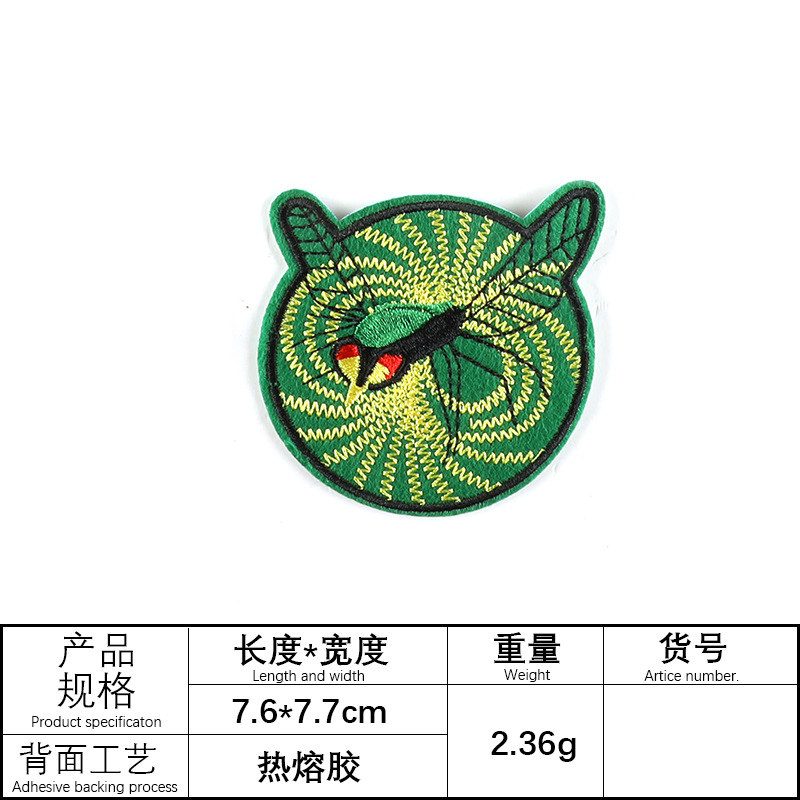 产品
规格
Product specificaton
长度*宽度
Length and width
重量
Weight
货号
Artice number.
7.6*7.7cm
2.36g
背面工艺
Adhesive backing process
热熔胶